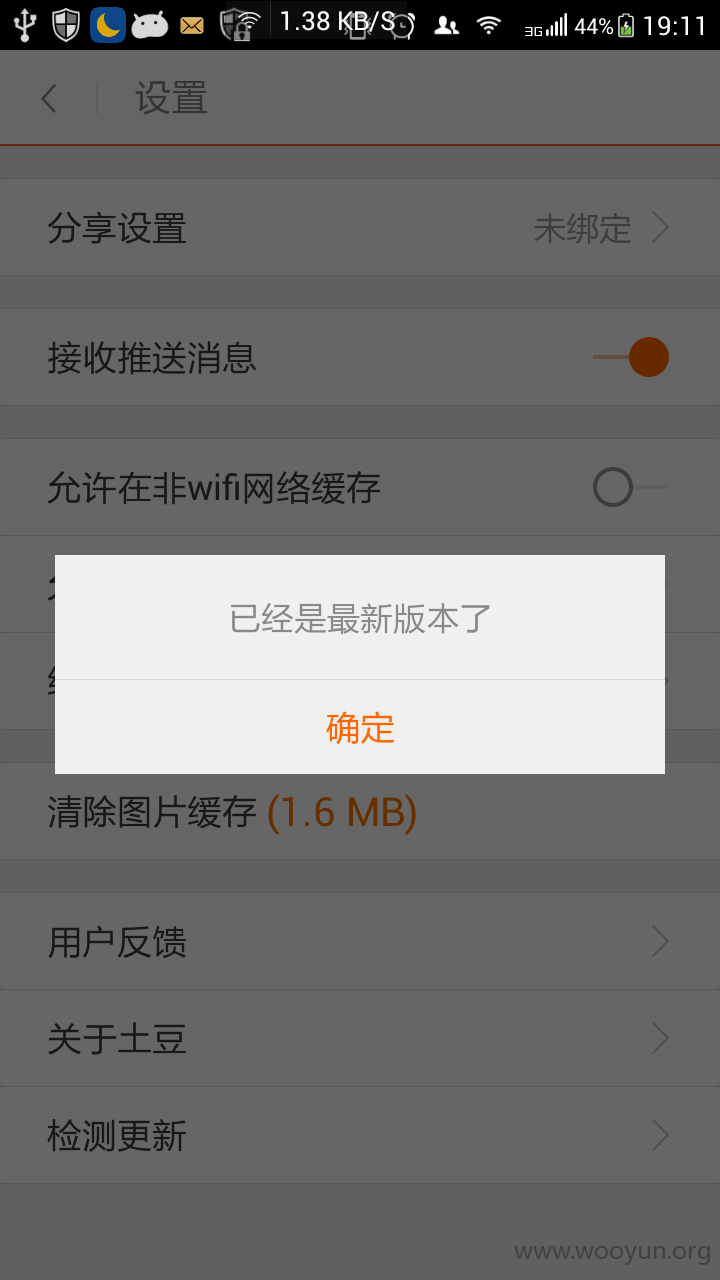 1.38 KB/S 3G 44% 19:11
设置
分享设置 未绑定
接收推送消息
允许在非wifi网络缓存
已经是最新版本了
确定
清除图片缓存 (1.6 MB)
用户反馈
关于土豆
检测更新
www.wooyun.org